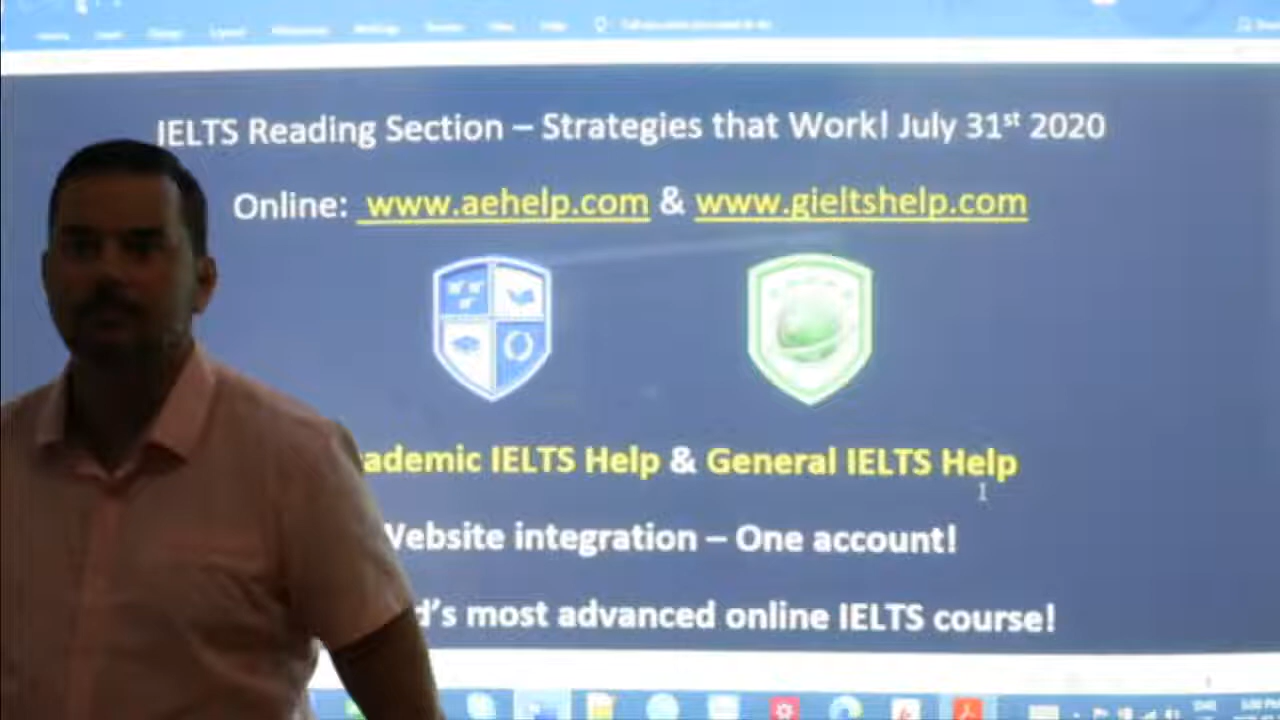 IELTS Reading Section – Strategies that Work! July 31st 2020
Online: www.aehelp.com & www.gieltshelp.com
ademic IELTS Help & General IELTS Help
Website integration – One account!
d's most advanced online IELTS course!